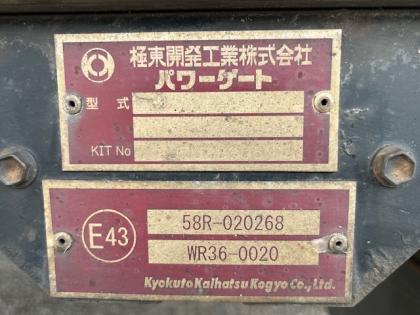 極東開発工業株式会社
パワーゲート
型式
KIT No
E43
58R-020268
WR36-0020
Kyokuto Kaihatsu Kogyo Co.,Ltd.